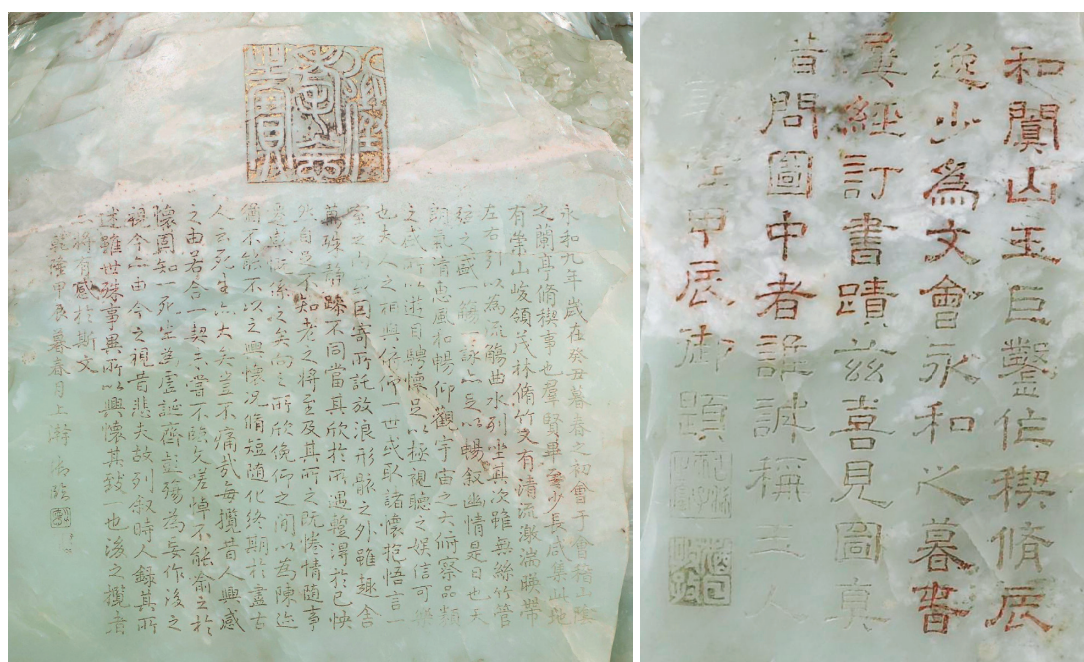 八徵耄念之寶
永和九年歲在癸丑暮春之初會于會稽山陰
之蘭亭脩稧事也羣賢畢至少長咸集此地
有崇山峻領茂林脩竹又有清流激湍暎帶
左右引以為流觴曲水列坐其次雖無絲竹管
弦之盛一觴一詠亦足以暢叙幽情是日也天
朗氣清惠風和暢仰觀宇宙之大俯察品類
之盛所以遊目騁懷足以極視聽之娛信可樂
也夫人之相與俯仰一世或取諸懷抱悟言一
室之內或因寄所託放浪形骸之外雖趣舍
萬殊靜躁不同當其欣於所遇蹔得於己怏
然自足不知老之將至及其所之既惓情隨事
遷感慨係之矣向之所欣俛仰之間以為陳迹
猶不能不以之興懷況脩短隨化終期於盡古
人云死生亦大矣豈不痛哉每攬昔人興感
之由若合一契未嘗不臨文嗟悼不能喻之於
懷固知一死生為虛誕齊彭殤為妄作後之
視今亦由今之視昔悲夫故列叙時人錄其所
述雖世殊事異所以興懷其致一也後之攬者
亦將有感於斯文
乾隆甲辰暮春月上澣御臨
和闐山玉巨鑿作稧脩辰
逸少為文會永和之暮春
屢經訂書蹟茲喜見圖真
借問圖中者誰誠稱主人
乾隆甲辰御題